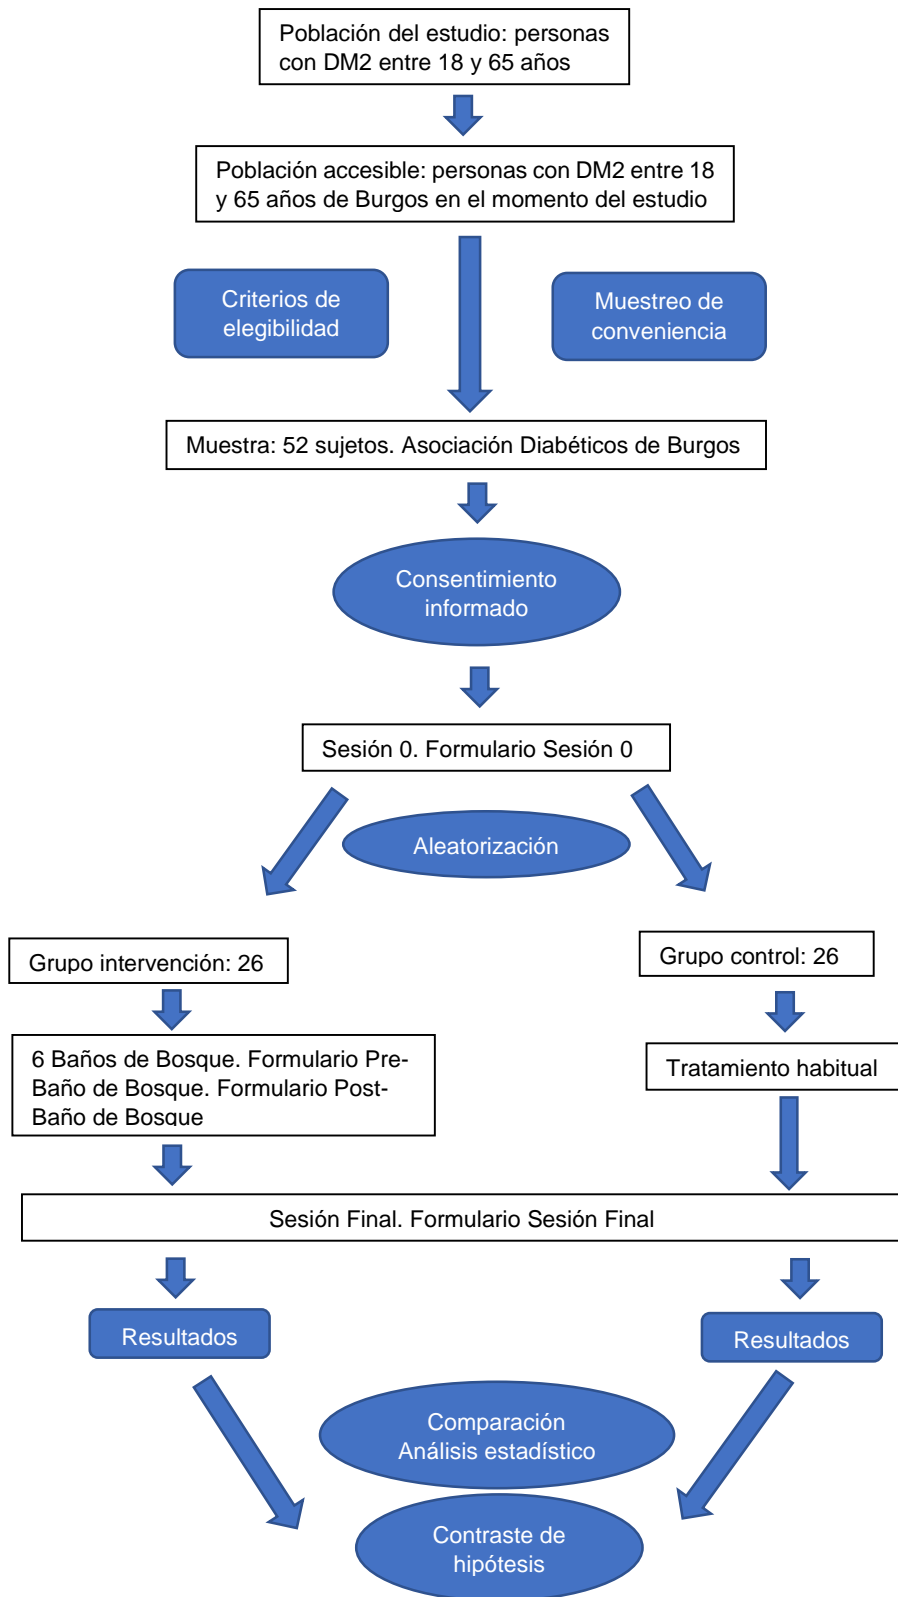 Población del estudio: personas
con DM2 entre 18 y 65 años
Población accesible: personas con DM2 entre 18
y 65 años de Burgos en el momento del estudio
Criterios de
elegibilidad
Muestreo de
conveniencia
Muestra: 52 sujetos. Asociación Diabéticos de Burgos
Consentimiento
informado
Sesión 0. Formulario Sesión 0
Aleatorización
Grupo intervención: 26
Grupo control: 26
6 Baños de Bosque. Formulario Pre-
Baño de Bosque. Formulario Post-
Baño de Bosque
Tratamiento habitual
Sesión Final. Formulario Sesión Final
Resultados
Resultados
Comparación
Análisis estadístico
Contraste de
hipótesis